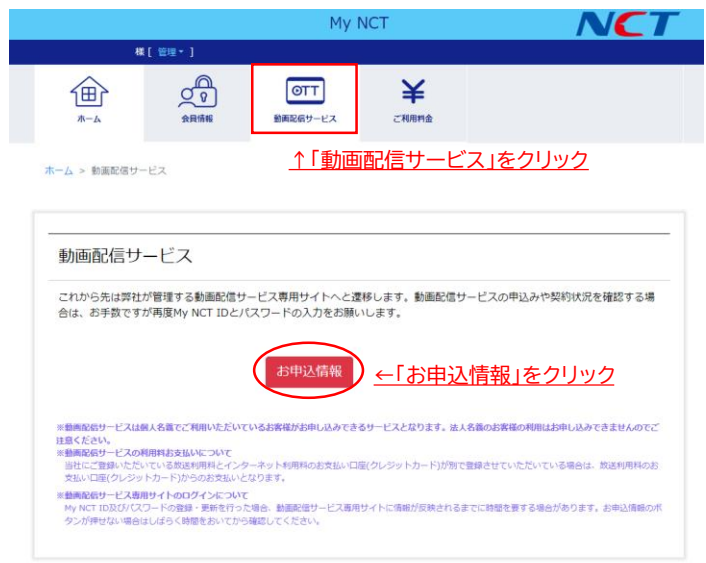 My NCT
NCT
様 [ 管理 ]
OTT
¥
ホーム
会員情報
動画配信サービス
ご利用料金
↑「動画配信サービス」をクリック
ホーム > 動画配信サービス
動画配信サービス
これから先は弊社が管理する動画配信サービス専用サイトへと遷移します。動画配信サービスの申込みや契約状況を確認する場
合は、お手数ですが再度My NCT IDとパスワードの入力をお願いします。
お申込情報
←「お申込情報」をクリック
※動画配信サービスは個人名義でご利用いただいているお客様がお申し込みできるサービスとなります。法人名義のお客様の利用はお申し込みできませんのでご
注意ください。
※動画配信サービスの利用料お支払いについて
当社にご登録いただいている放送利用料とインターネット利用料のお支払い口座(クレジットカード)が別で登録させていただいている場合は、放送利用料のお
支払い口座(クレジットカード)からのお支払いとなります。
※動画配信サービス専用サイトのログインについて
My NCT ID及びパスワードの登録・更新を行った場合、動画配信サービス専用サイトに情報が反映されるまでに時間を要する場合があります。お申込情報のボ
タンが押せない場合はしばらく時間をおいてから確認してください。